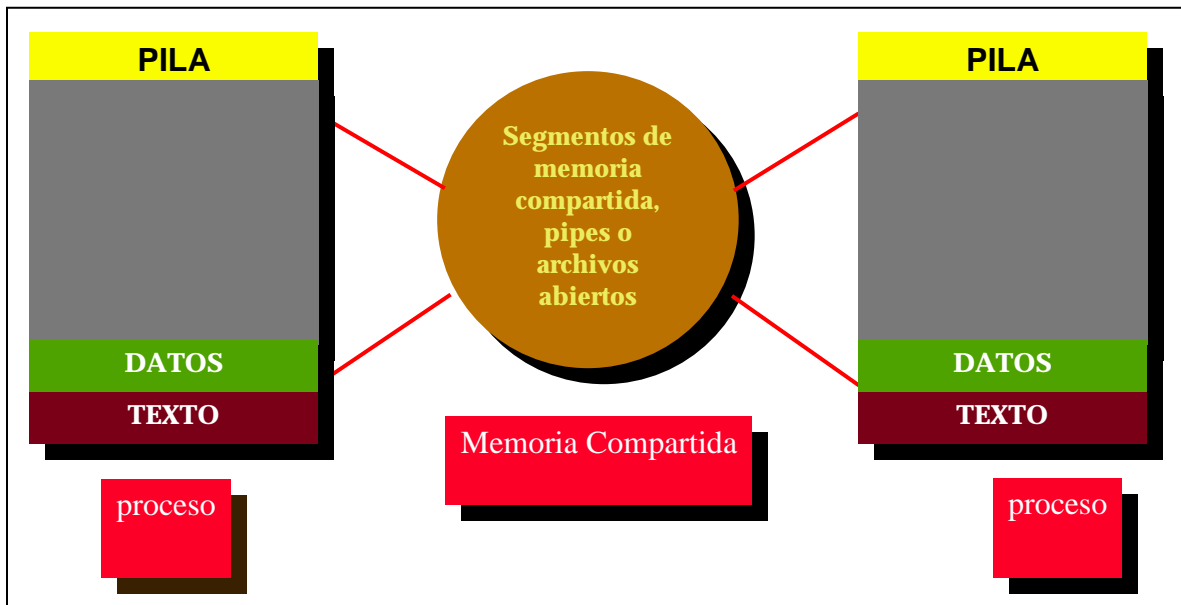 PILA
DATOS
TEXTO
proceso
Segmentos de
memoria
compartida,
pipes o
archivos
abiertos
Memoria Compartida
PILA
DATOS
TEXTO
proceso